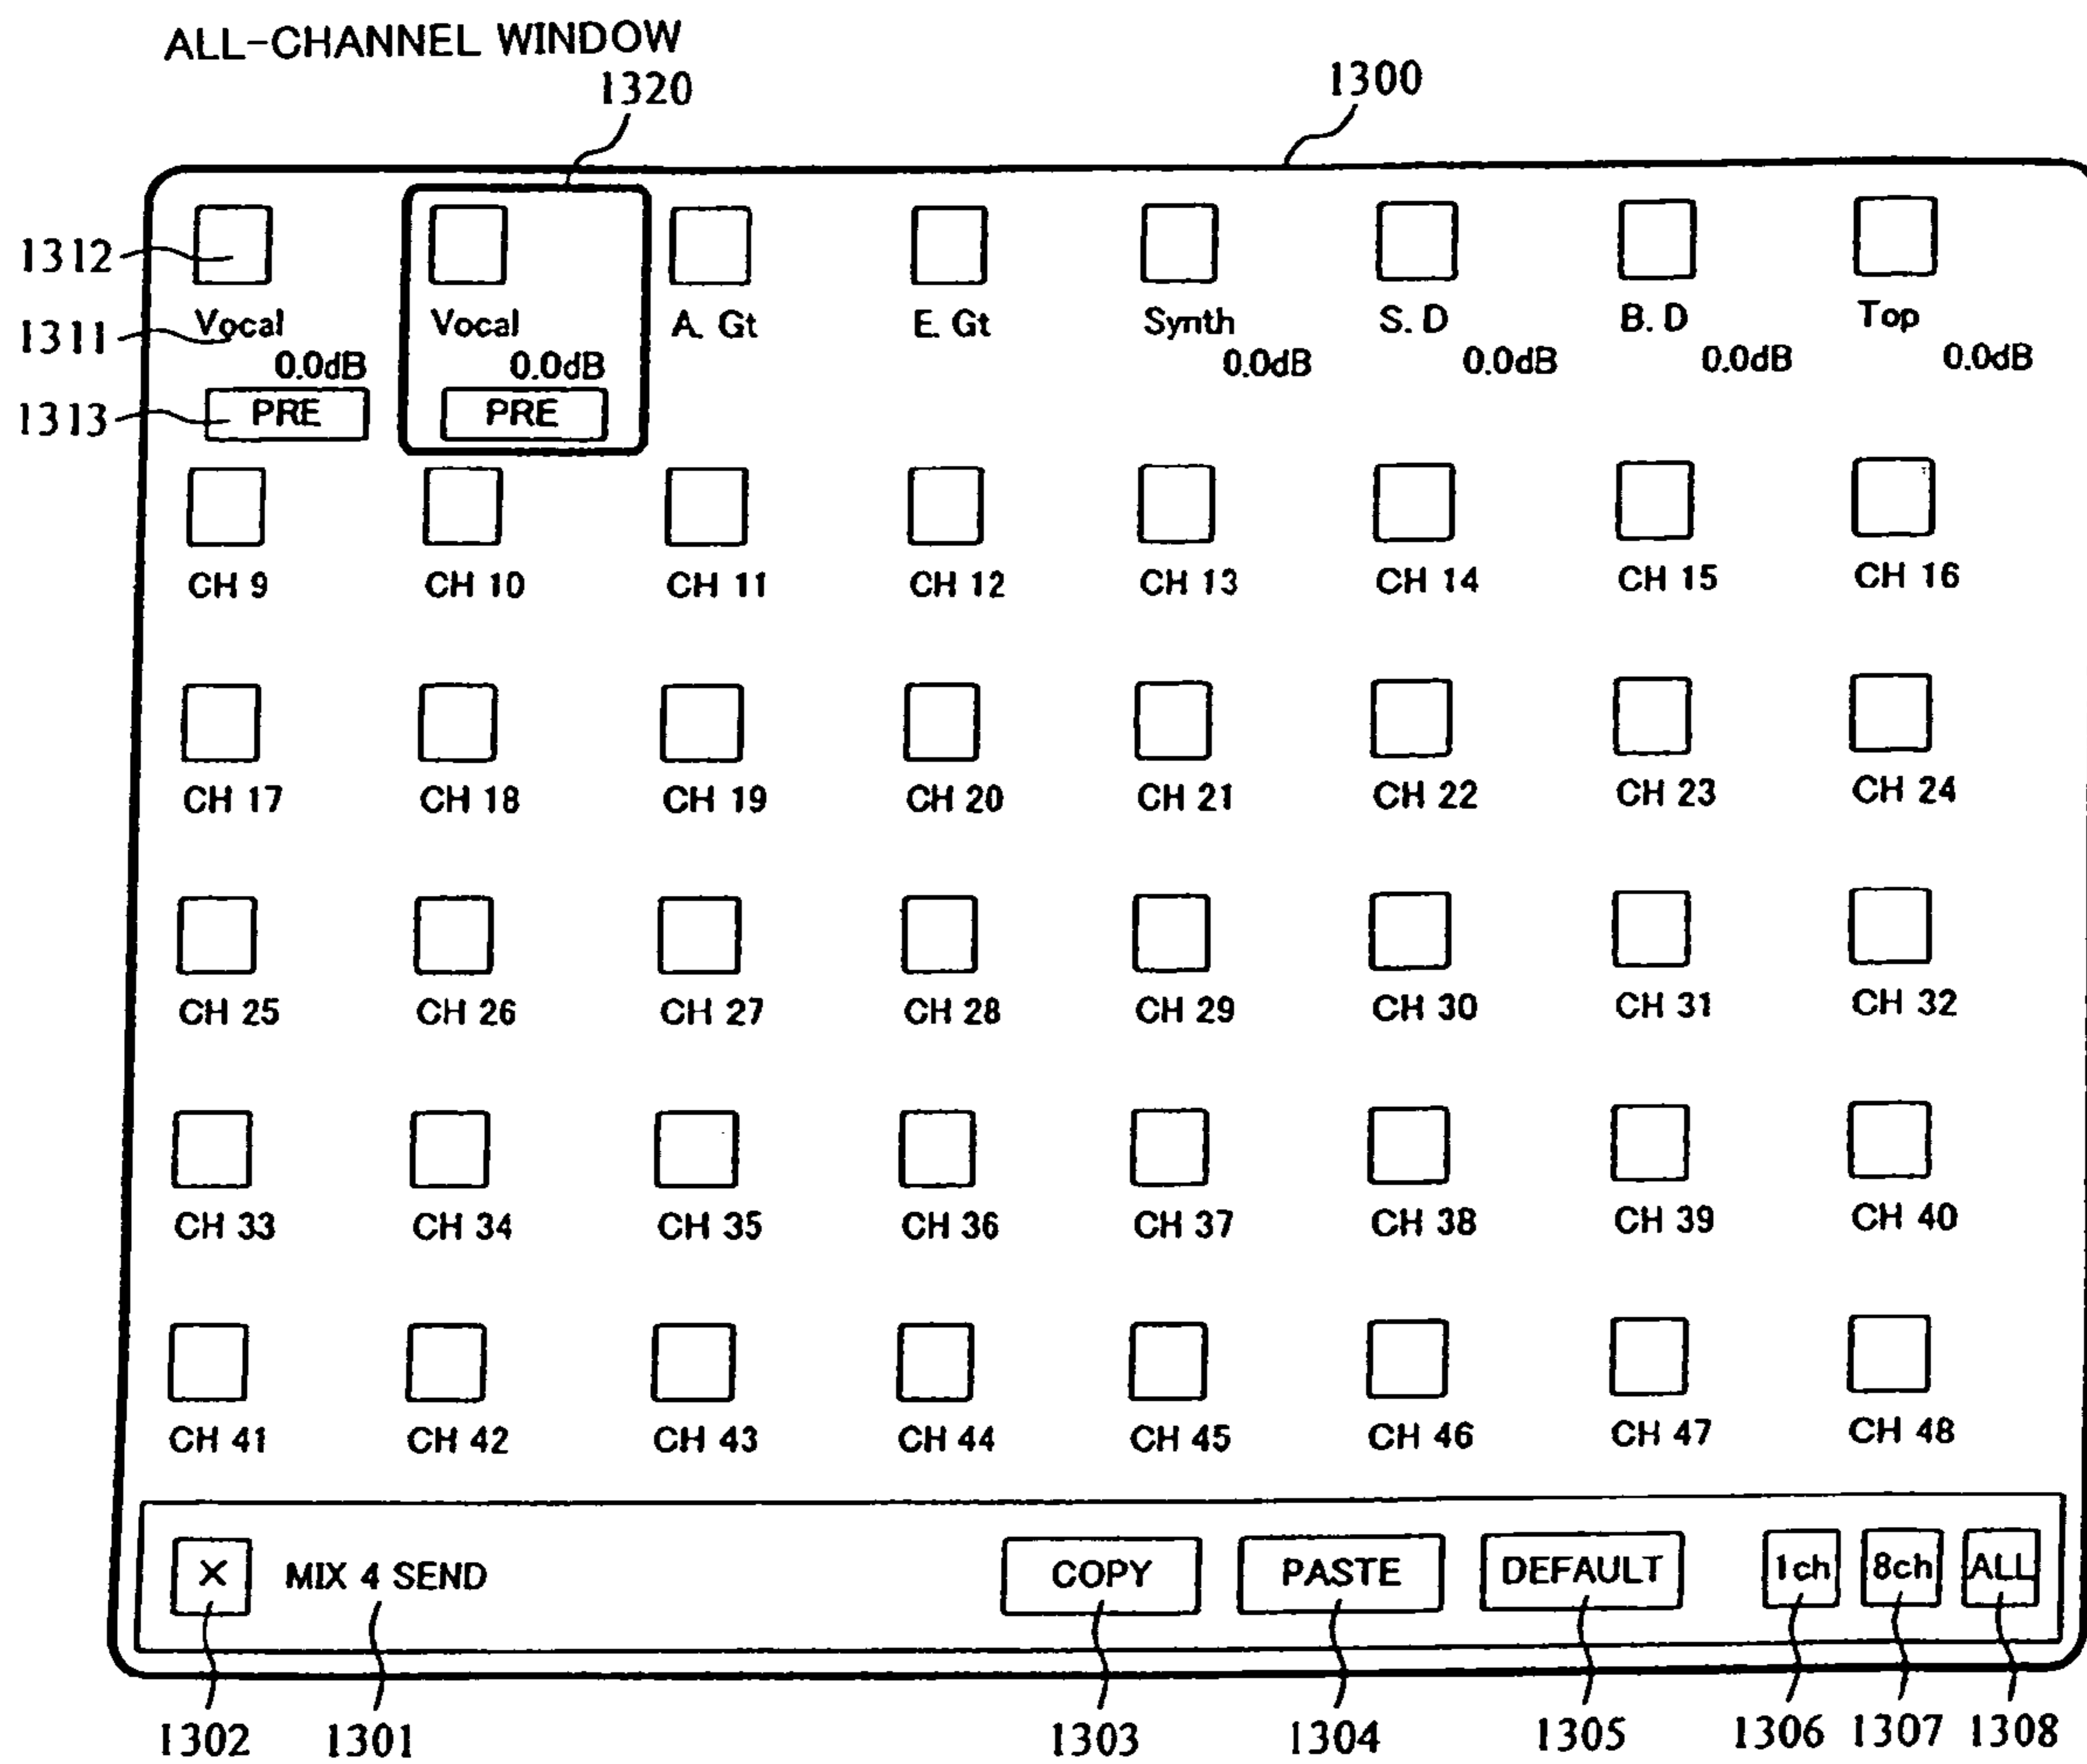 ALL-CHANNEL WINDOW
1320 1300
1312
1311 Vocal Vocal A. Gt E. Gt Synth S. D B. D Top
0.0dB 0.0dB 0.0dB 0.0dB 0.0dB 0.0dB
1313 PRE PRE
CH 9 CH 10 CH 11 CH 12 CH 13 CH 14 CH 15 CH 16
CH 17 CH 18 CH 19 CH 20 CH 21 CH 22 CH 23 CH 24
CH 25 CH 26 CH 27 CH 28 CH 29 CH 30 CH 31 CH 32
CH 33 CH 34 CH 35 CH 36 CH 37 CH 38 CH 39 CH 40
CH 41 CH 42 CH 43 CH 44 CH 45 CH 46 CH 47 CH 48
X MIX 4 SEND COPY PASTE DEFAULT 1ch 8ch ALL
1302 1301 1303 1304 1305 1306 1307 1308